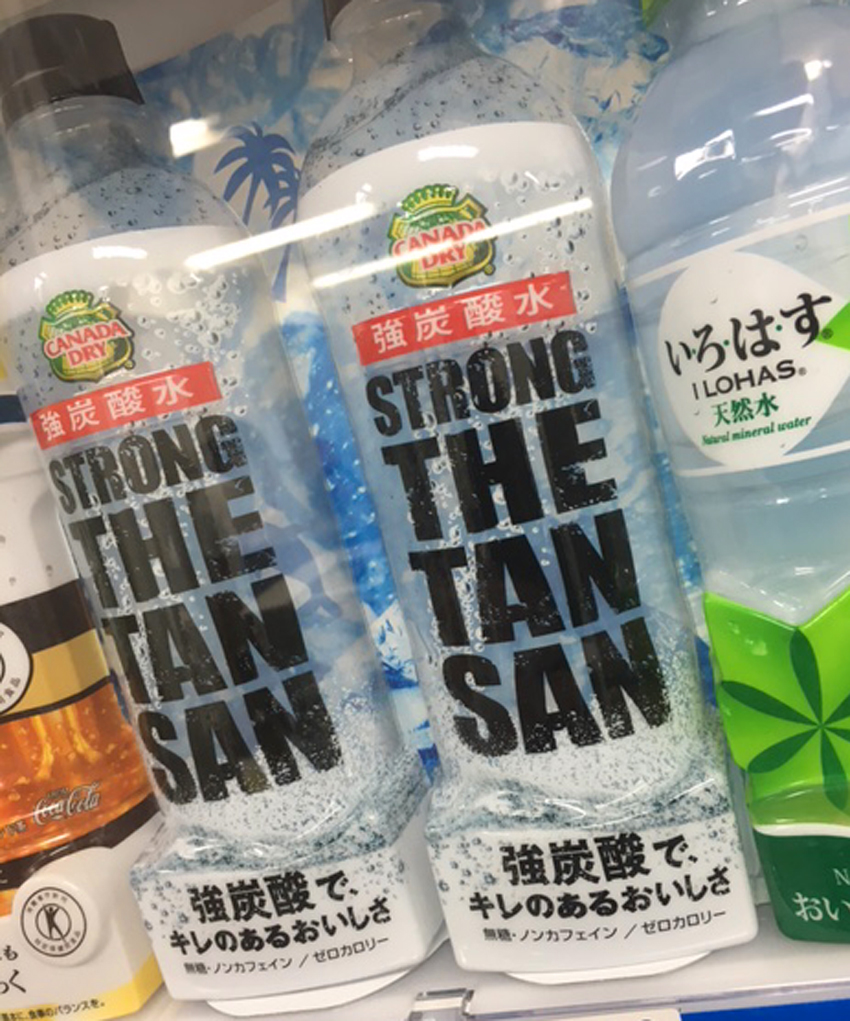 CANADA
DRY
強炭酸水
STRONG
THE
TAN
SAN
強炭酸で、
キレのあるおいしさ
無糖・ノンカフェイン／ゼロカロリー
CANADA
DRY
強炭酸水
STRONG
THE
TAN
SAN
強炭酸で、
キレのあるおいしさ
無糖・ノンカフェイン／ゼロカロリー
い・ろ・は・す®
I LOHAS®
天然水
Natural mineral water
おい
Coca-Cola